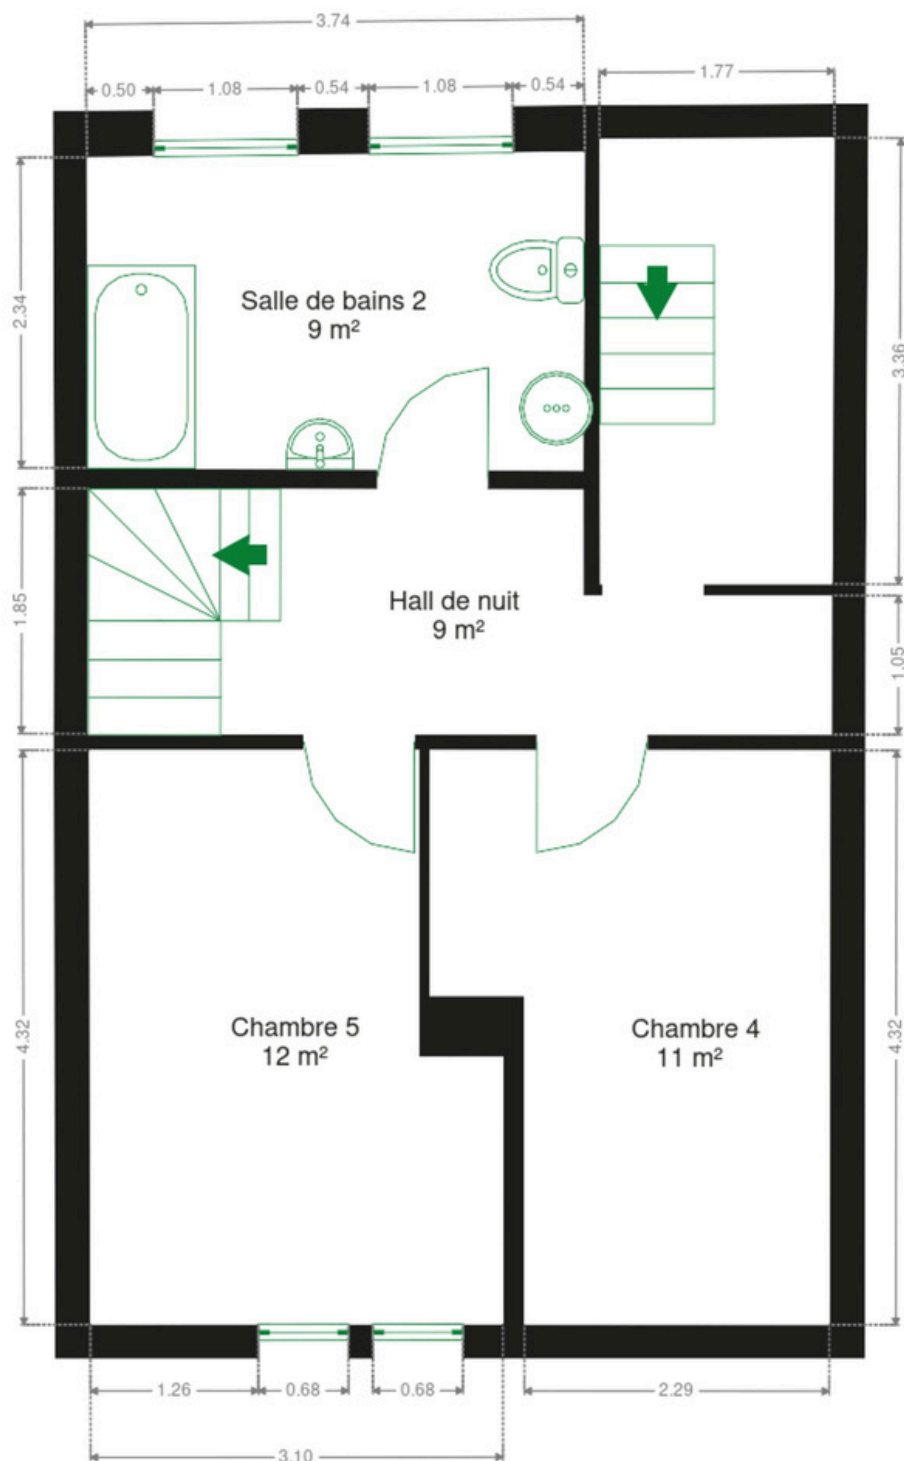 3.74
0.50
1.08
0.54
1.08
0.54
1.77
2.34
Salle de bains 2
9 m²
3.36
1.85
Hall de nuit
9 m²
1.05
4.32
Chambre 5
12 m²
Chambre 4
11 m²
4.32
1.26
0.68
0.68
2.29
3.10